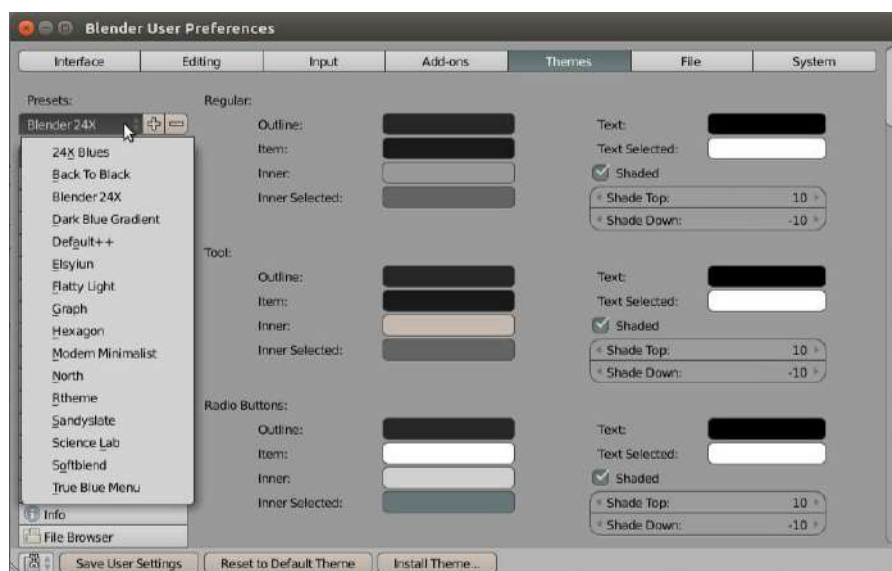 Blender User Preferences
Interface Editing Input Add-ons Themes File System
Presets:
Blender 24X
24X Blues
Back To Black
Blender 24X
Dark Blue Gradient
Default++
Elsyiun
Flatty Light
Graph
Hexagon
Modern Minimalist
North
Rtheme
Sandyslate
Science Lab
Softblend
True Blue Menu
Info
File Browser
Regular:
Outline:
Item:
Inner:
Inner Selected:
Text:
Text Selected:
Shaded
Shade Top: 10
Shade Down: -10
Tool:
Outline:
Item:
Inner:
Inner Selected:
Text:
Text Selected:
Shaded
Shade Top: 10
Shade Down: -10
Radio Buttons:
Outline:
Item:
Inner:
Inner Selected:
Text:
Text Selected:
Shaded
Shade Top: 10
Shade Down: -10
Save User Settings Reset to Default Theme Install Theme...